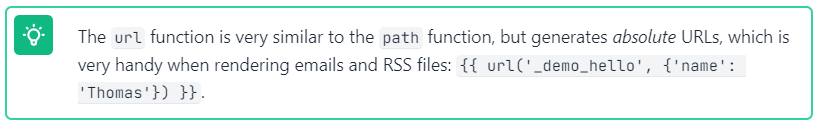 The url function is very similar to the path function, but generates absolute URLs, which is
very handy when rendering emails and RSS files: {{ url('_demo_hello', {'name':
'Thomas'}) }}.